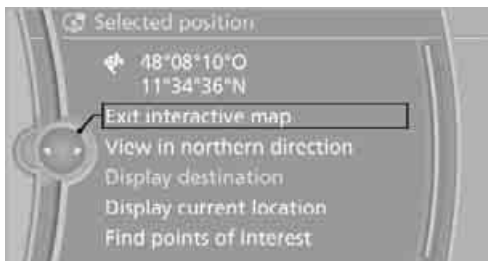 Selected position
48°08'10"O
11°34'36"N
Exit interactive map
View in northern direction
Display destination
Display current location
Find points of Interest